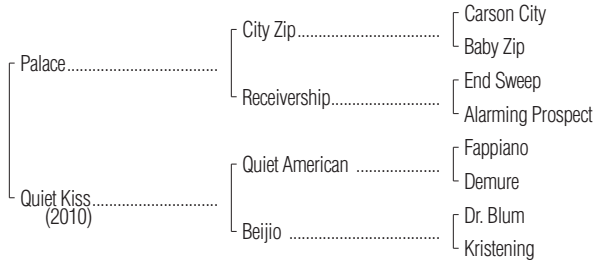 Carson City
City Zip
Baby Zip
Palace
End Sweep
Receivership
Alarming Prospect
Fappiano
Quiet American
Demure
Quiet Kiss
(2010)
Dr. Blum
Beijio
Kristening